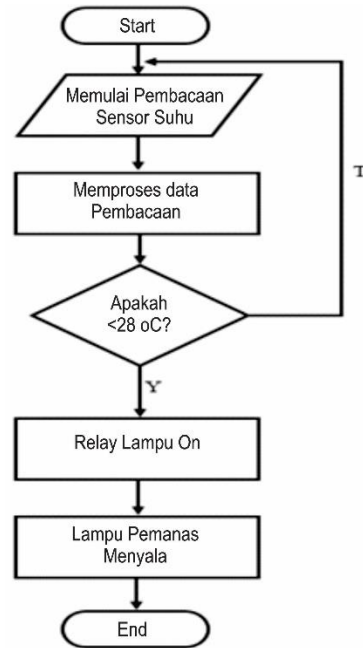 Start
Memulai Pembacaan
Sensor Suhu
T
Memproses data
Pembacaan
Apakah
<28 oC?
Y
Relay Lampu On
Lampu Pemanas
Menyala
End